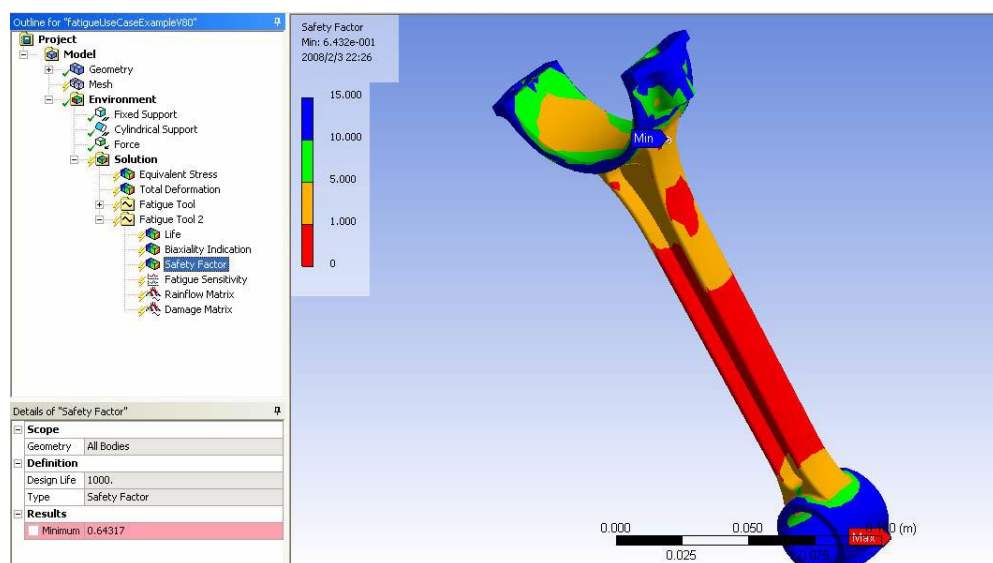 Outline for "fatigueUseCaseExampleV80"
Project
Model
Geometry
Mesh
Environment
Fixed Support
Cylindrical Support
Force
Solution
Equivalent Stress
Total Deformation
Fatigue Tool
Fatigue Tool 2
Life
Biaxiality Indication
Safety Factor
Fatigue Sensitivity
Rainflow Matrix
Damage Matrix
Details of "Safety Factor"
Scope
Geometry All Bodies
Definition
Design Life 1000.
Type Safety Factor
Results
Minimum 0.64317
Safety Factor
Min: 6.432e-001
2008/2/3 22:26
15.000
10.000
5.000
1.000
0
Min
0.000 0.050 (m)
Max
0.025 0.075